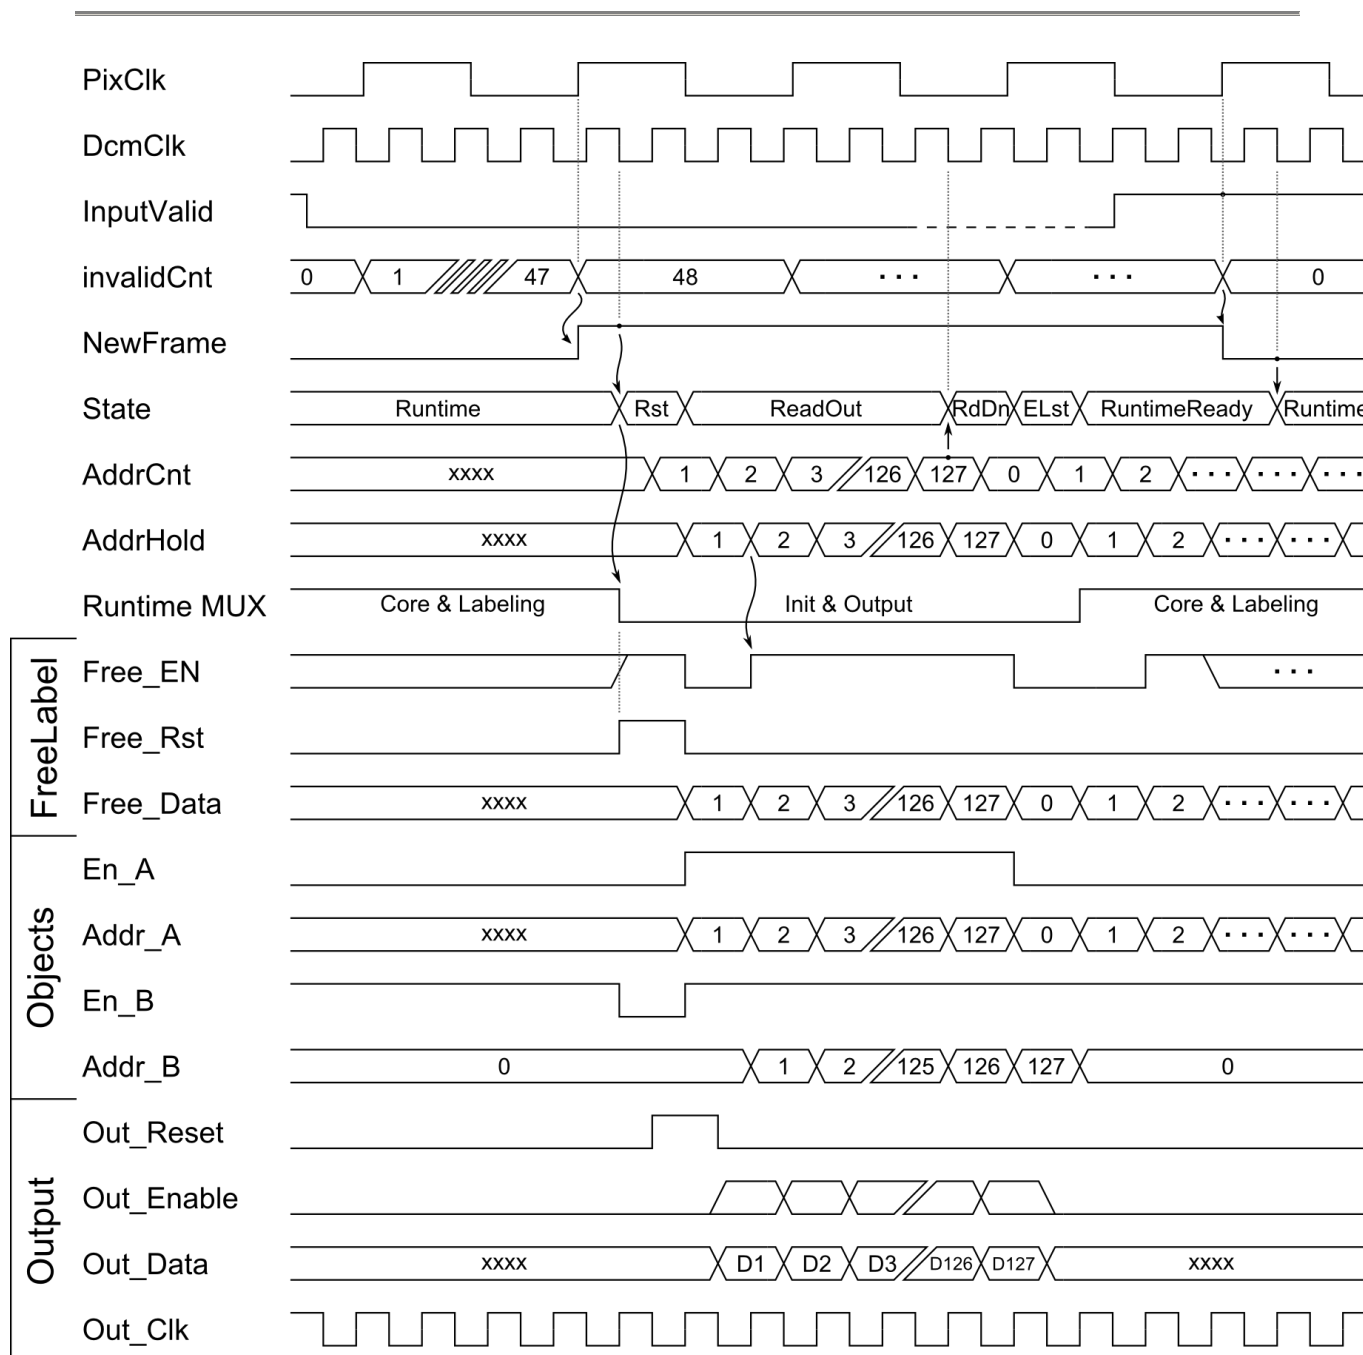 PixClk
DcmClk
InputValid
invalidCnt 0 1 47 48 · · · · · · 0
NewFrame
State Runtime Rst ReadOut RdDn ELst RuntimeReady Runtime
AddrCnt xxxx 1 2 3 126 127 0 1 2 · · · · · · · · ·
AddrHold xxxx 1 2 3 126 127 0 1 2 · · · · · ·
Runtime MUX Core & Labeling Init & Output Core & Labeling
FreeLabel
Free_EN · · ·
Free_Rst
Free_Data xxxx 1 2 3 126 127 0 1 2 · · · · · ·
Objects
En_A
Addr_A xxxx 1 2 3 126 127 0 1 2 · · · · · ·
En_B
Addr_B 0 1 2 125 126 127 0
Output
Out_Reset
Out_Enable
Out_Data xxxx D1 D2 D3 D126 D127 xxxx
Out_Clk